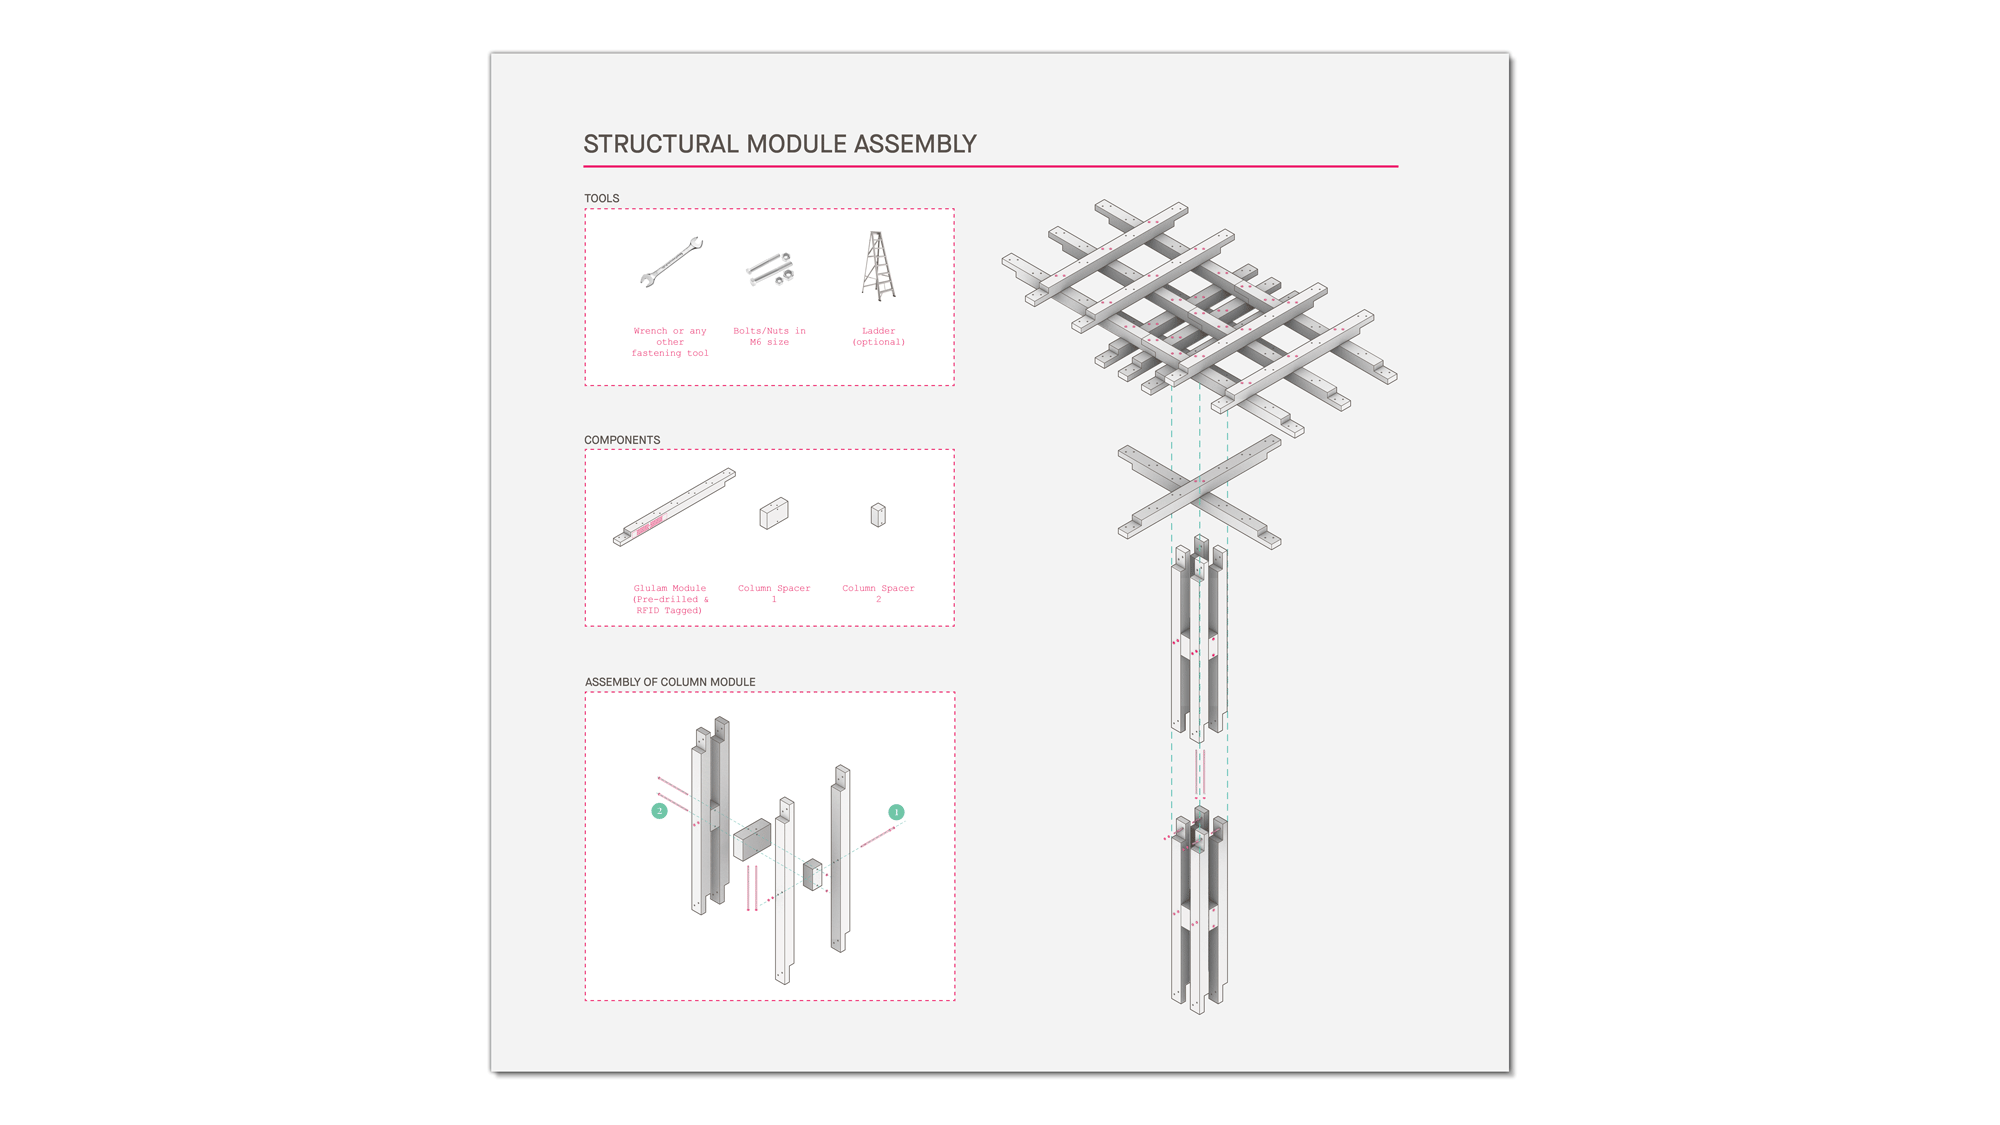 STRUCTURAL MODULE ASSEMBLY
TOOLS
Wrench or any
other
fastening tool
Bolts/Nuts in
M6 size
Ladder
(optional)
COMPONENTS
Glulam Module
(Pre-drilled &
RFID Tagged)
Column Spacer
1
Column Spacer
2
ASSEMBLY OF COLUMN MODULE
2
1